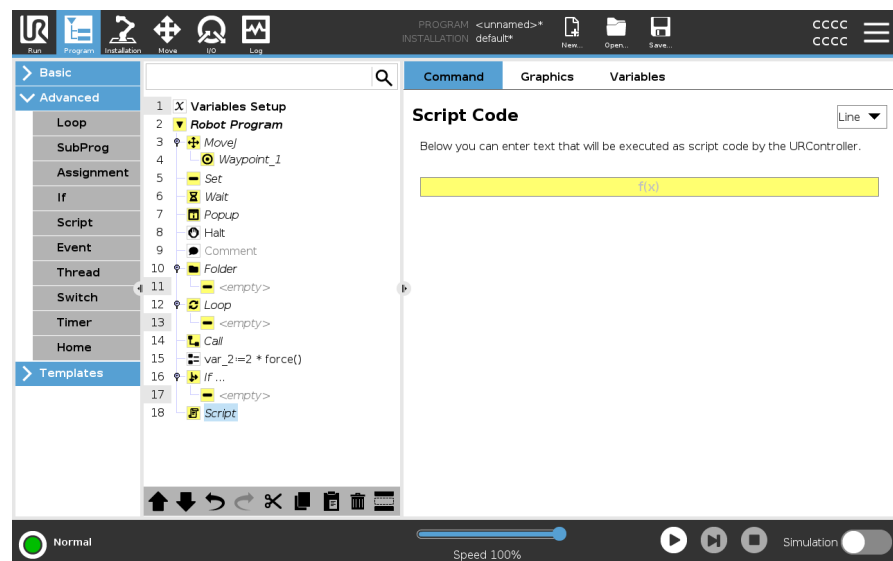 PROGRAM <unnamed>*
INSTALLATION default*
CCCC
CCCC
UR
Run
Program
Installation
Move
I/O
Log
New...
Open...
Save...
Basic
Advanced
Loop
SubProg
Assignment
If
Script
Event
Thread
Switch
Timer
Home
Templates
1 X Variables Setup
2 Robot Program
3 MoveJ
4 Waypoint_1
5 Set
6 Wait
7 Popup
8 Halt
9 Comment
10 Folder
11 <empty>
12 Loop
13 <empty>
14 Call
15 var_2:=2 * force()
16 If ...
17 <empty>
18 Script
Command Graphics Variables
Script Code
Line
Below you can enter text that will be executed as script code by the URController.
f(x)
Normal
Speed 100%
Simulation